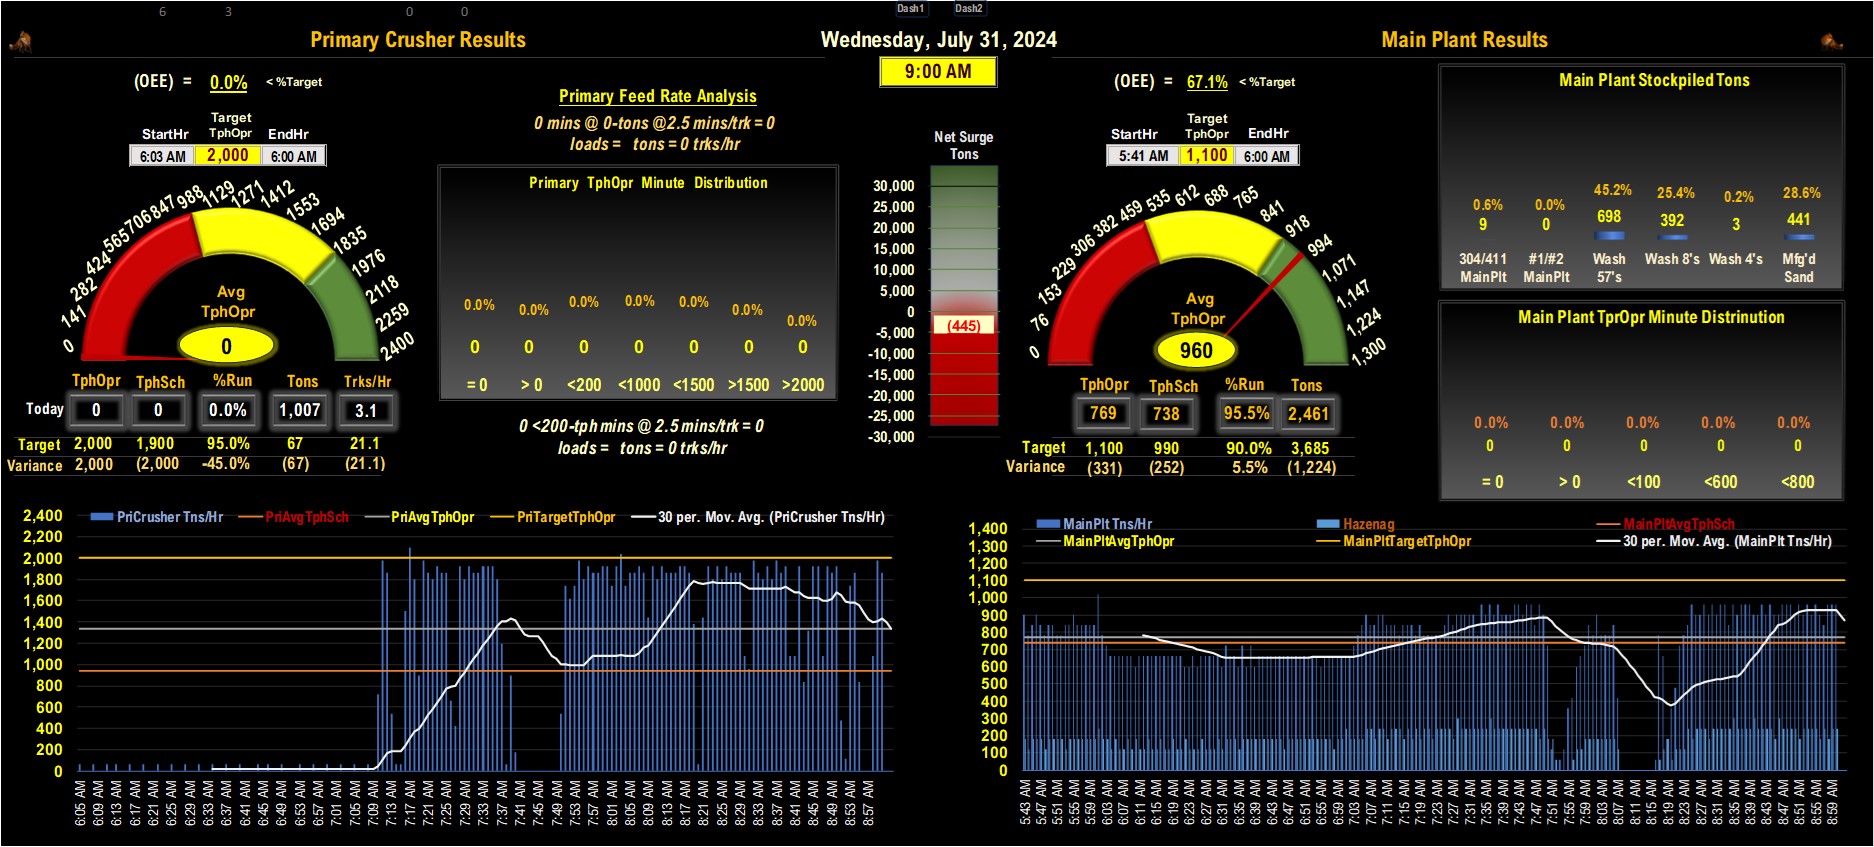 6 3 0 0 Dash1 Dash2
Primary Crusher Results
Wednesday, July 31, 2024
Main Plant Results
9:00 AM
(OEE) = 0.0% < %Target
Target
StartHr TphOpr EndHr
6:03 AM 2,000 6:00 AM
0 141 282 424 565 706 847 988 1129 1271 1412 1553 1694 1835 1976 2118 2259 2400
Avg
TphOpr
0
TphOpr TphSch %Run Tons Trks/Hr
Today 0 0 0.0% 1,007 3.1
Target 2,000 1,900 95.0% 67 21.1
Variance 2,000 (2,000 -45.0% (67) (21.1)
Primary Feed Rate Analysis
0 mins @ 0-tons @2.5 mins/trk = 0
loads = tons = 0 trks/hr
Primary TphOpr Minute Distribution
0.0% 0.0% 0.0% 0.0% 0.0% 0.0% 0.0%
0 0 0 0 0 0 0
= 0 > 0 <200 <1000 <1500 >1500 >2000
0 <200-tph mins @ 2.5 mins/trk = 0
loads = tons = 0 trks/hr
Net Surge
Tons
30,000
25,000
20,000
15,000
10,000
5,000
0
-5,000
-10,000
-15,000
-20,000
-25,000
-30,000
(445)
(OEE) = 67.1% < %Target
Target
StartHr TphOpr EndHr
5:41 AM 1,100 6:00 AM
0 76 153 229 306 382 459 535 612 688 765 841 918 994 1,071 1,147 1,224 1,300
Avg
TphOpr
960
TphOpr TphSch %Run Tons
769 738 95.5% 2,461
Target 1,100 990 90.0% 3,685
Variance (331) (252) 5.5% (1,224)
Main Plant Stockpiled Tons
0.6% 0.0% 45.2% 25.4% 0.2% 28.6%
9 0 698 392 3 441
304/411 #1/#2 Wash Wash 8's Wash 4's Mfg'd
MainPlt MainPlt 57's Sand
Main Plant TprOpr Minute Distrinution
0.0% 0.0% 0.0% 0.0% 0.0%
0 0 0 0 0
= 0 > 0 <100 <600 <800
PriCrusher Tns/Hr PriAvgTphSch PriAvgTphOpr PriTargetTphOpr 30 per. Mov. Avg. (PriCrusher Tns/Hr)
2,400
2,200
2,000
1,800
1,600
1,400
1,200
1,000
800
600
400
200
0
6:05 AM 6:09 AM 6:13 AM 6:17 AM 6:21 AM 6:25 AM 6:29 AM 6:33 AM 6:37 AM 6:41 AM 6:45 AM 6:49 AM 6:53 AM 6:57 AM 7:01 AM 7:05 AM 7:09 AM 7:13 AM 7:17 AM 7:21 AM 7:25 AM 7:29 AM 7:33 AM 7:37 AM 7:41 AM 7:45 AM 7:49 AM 7:53 AM 7:57 AM 8:01 AM 8:05 AM 8:09 AM 8:13 AM 8:17 AM 8:21 AM 8:25 AM 8:29 AM 8:33 AM 8:37 AM 8:41 AM 8:45 AM 8:49 AM 8:53 AM 8:57 AM
MainPlt Tns/Hr Hazenag MainPltAvgTphSch
MainPltAvgTphOpr MainPltTargetTphOpr 30 per. Mov. Avg. (MainPlt Tns/Hr)
1,400
1,300
1,200
1,100
1,000
900
800
700
600
500
400
300
200
100
0
5:43 AM 5:47 AM 5:51 AM 5:55 AM 5:59 AM 6:03 AM 6:07 AM 6:11 AM 6:15 AM 6:19 AM 6:23 AM 6:27 AM 6:31 AM 6:35 AM 6:39 AM 6:43 AM 6:47 AM 6:51 AM 6:55 AM 6:59 AM 7:03 AM 7:07 AM 7:11 AM 7:15 AM 7:19 AM 7:23 AM 7:27 AM 7:31 AM 7:35 AM 7:39 AM 7:43 AM 7:47 AM 7:51 AM 7:55 AM 7:59 AM 8:03 AM 8:07 AM 8:11 AM 8:15 AM 8:19 AM 8:23 AM 8:27 AM 8:31 AM 8:35 AM 8:39 AM 8:43 AM 8:47 AM 8:51 AM 8:55 AM 8:59 AM